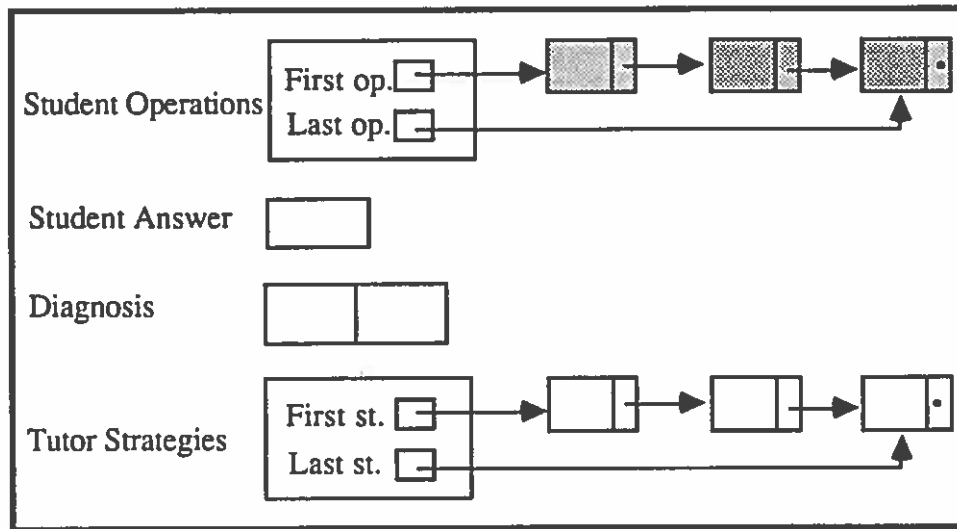 First op.
Student Operations
Last op.
Student Answer
Diagnosis
First st.
Tutor Strategies
Last st.